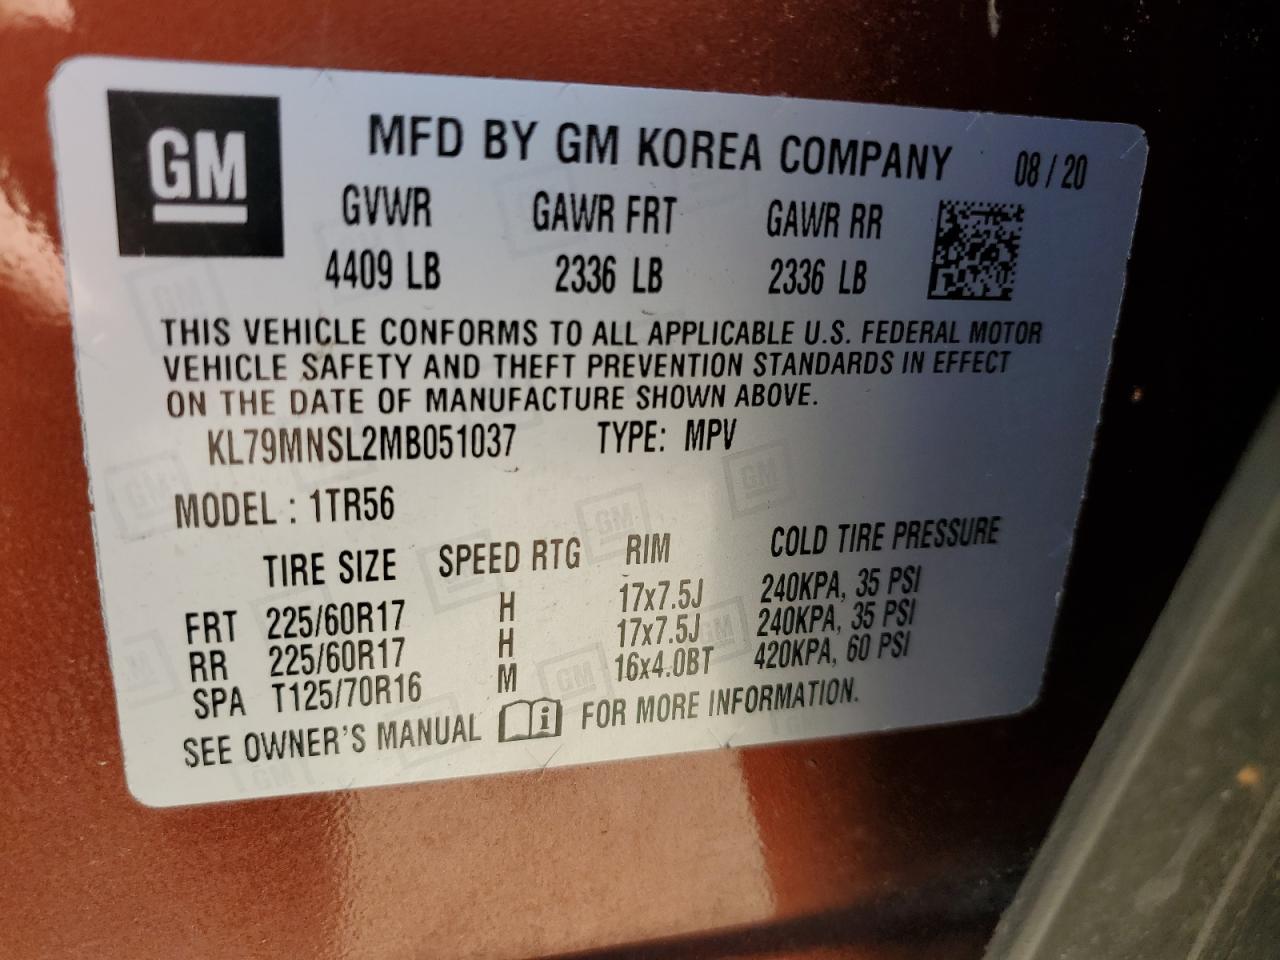 GM
MFD BY GM KOREA COMPANY 08 / 20
GVWR GAWR FRT GAWR RR
4409 LB 2336 LB 2336 LB
THIS VEHICLE CONFORMS TO ALL APPLICABLE U.S. FEDERAL MOTOR
VEHICLE SAFETY AND THEFT PREVENTION STANDARDS IN EFFECT
ON THE DATE OF MANUFACTURE SHOWN ABOVE.
KL79MNSL2MB051037 TYPE: MPV
MODEL : 1TR56
TIRE SIZE SPEED RTG RIM COLD TIRE PRESSURE
FRT 225/60R17 H 17x7.5J 240KPA, 35 PSI
RR 225/60R17 H 17x7.5J 240KPA, 35 PSI
SPA T125/70R16 M 16x4.0BT 420KPA, 60 PSI
SEE OWNER'S MANUAL i FOR MORE INFORMATION.